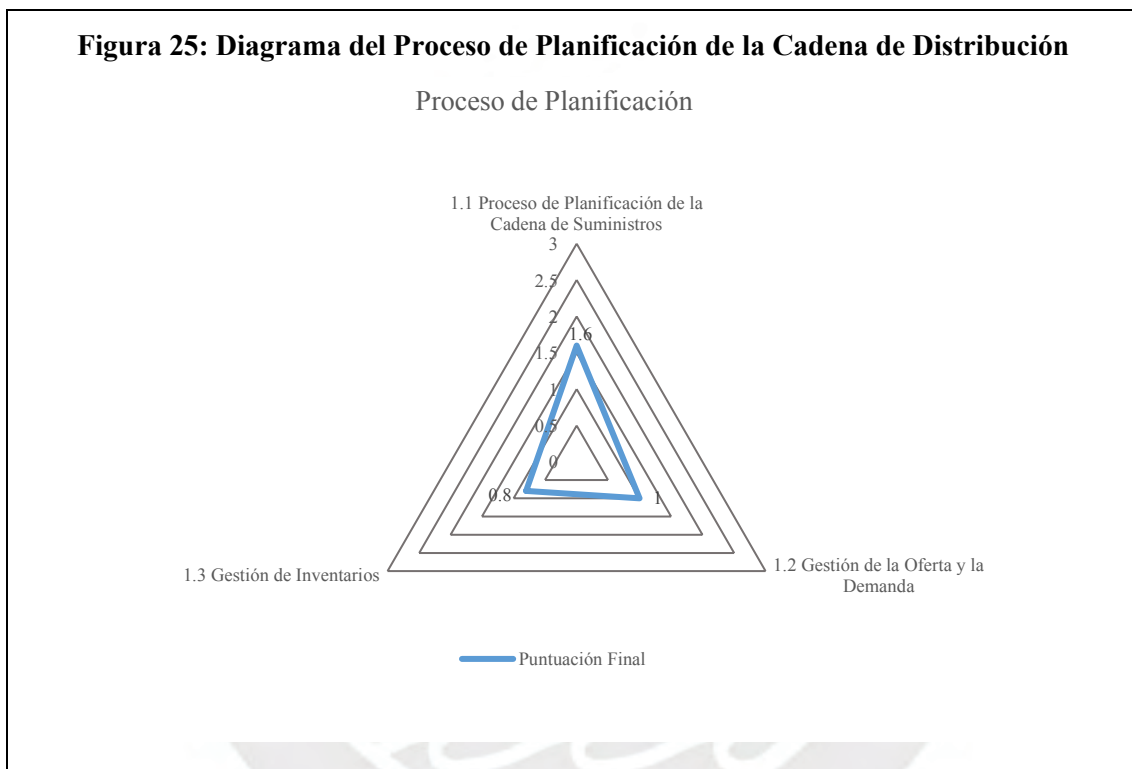 Figura 25: Diagrama del Proceso de Planificación de la Cadena de Distribución
Proceso de Planificación
1.1 Proceso de Planificación de la
Cadena de Suministros
3
2.5
2
1.6
1.5
1
0.5
0
0.8
1
1.3 Gestión de Inventarios
1.2 Gestión de la Oferta y la
Demanda
Puntuación Final